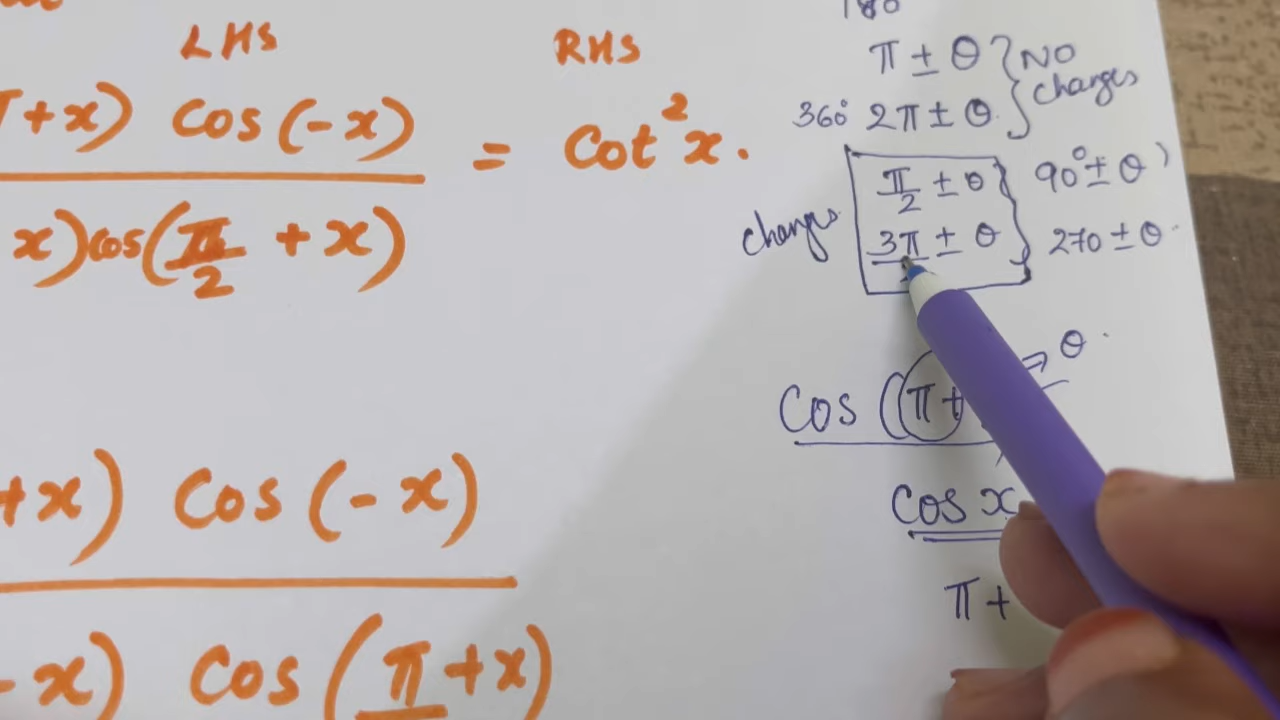 LHS RHS
+x) cos (-x) = Cot²x.
x) cos(π/2 + x)
+x) Cos (-x)
- x) Cos (π +x)
180
π ± θ } NO
360° 2π ± θ } changes
changes π/2 ± θ } 90° ± θ
3π ± θ } 270 ± θ
Cos (π+ ⇒ θ
Cos x
π +